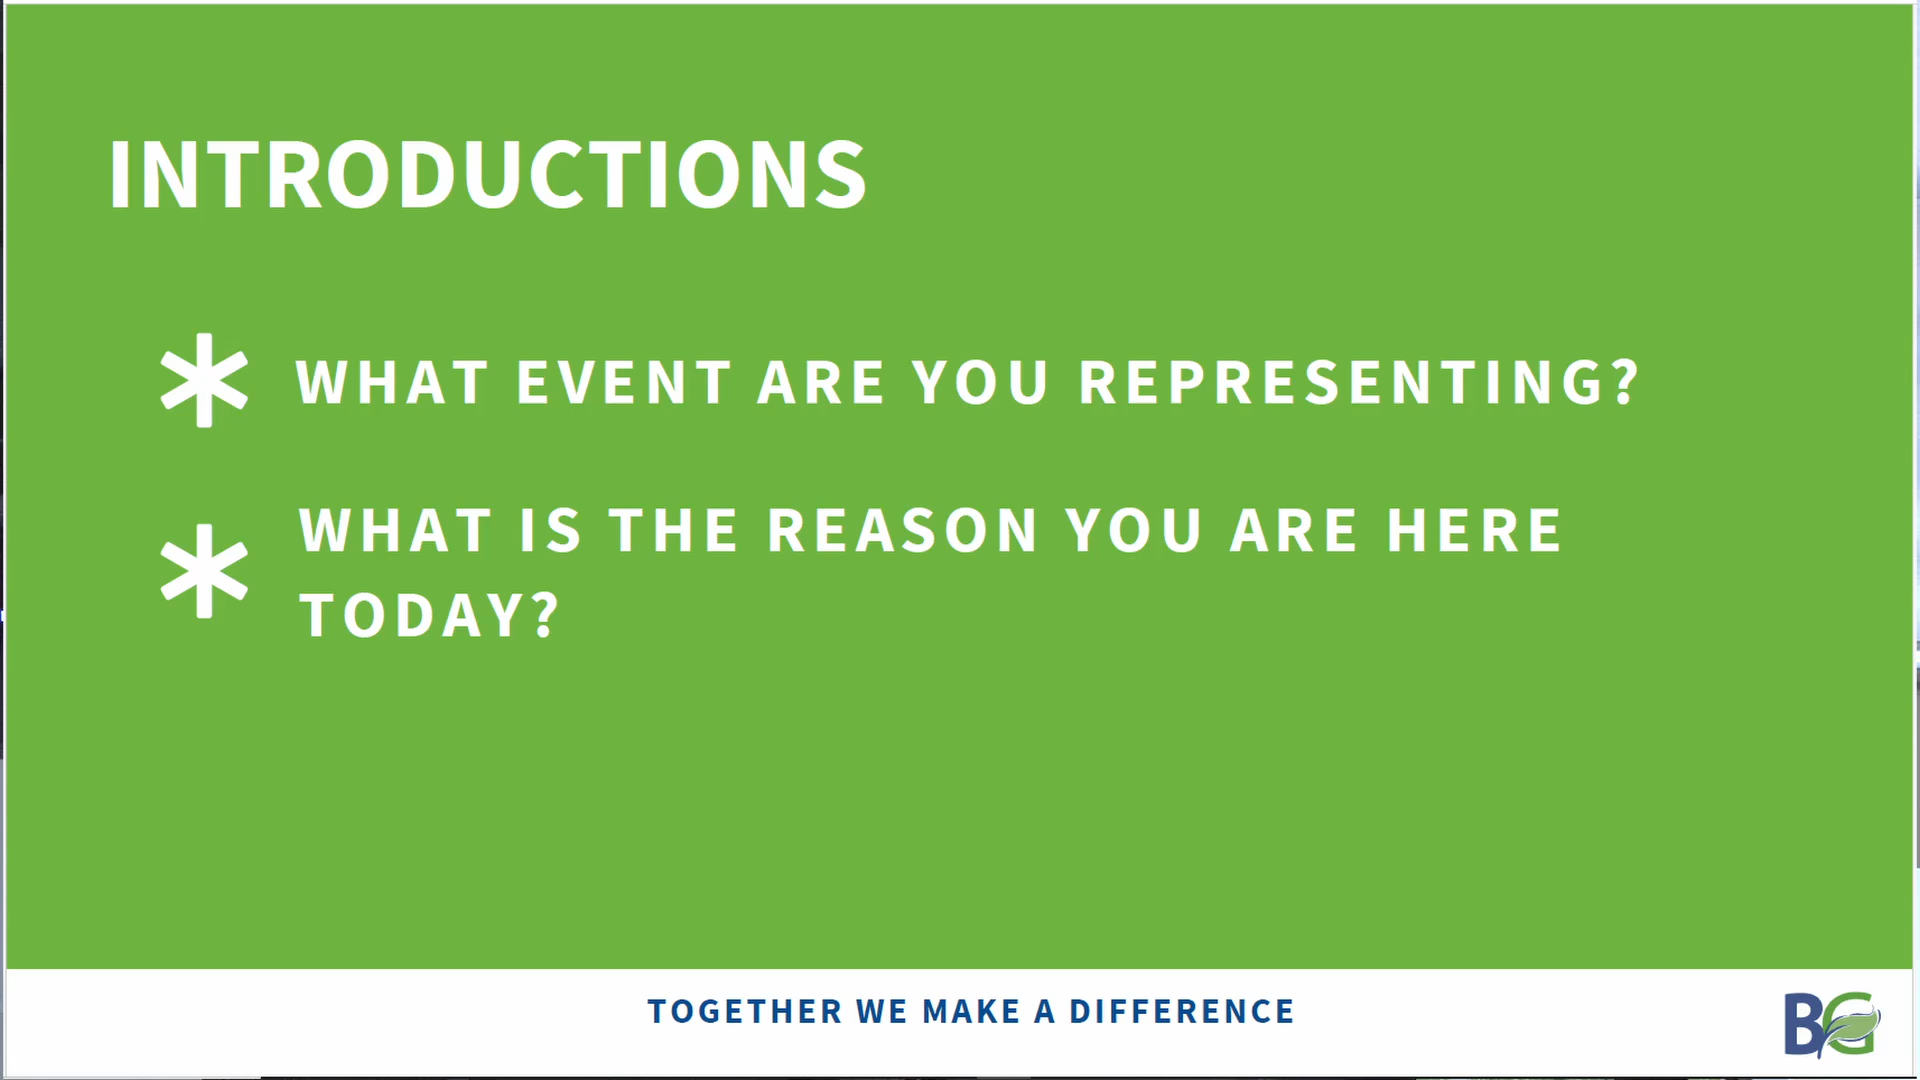 INTRODUCTIONS
* WHAT EVENT ARE YOU REPRESENTING?
* WHAT IS THE REASON YOU ARE HERE
TODAY?
TOGETHER WE MAKE A DIFFERENCE
BG